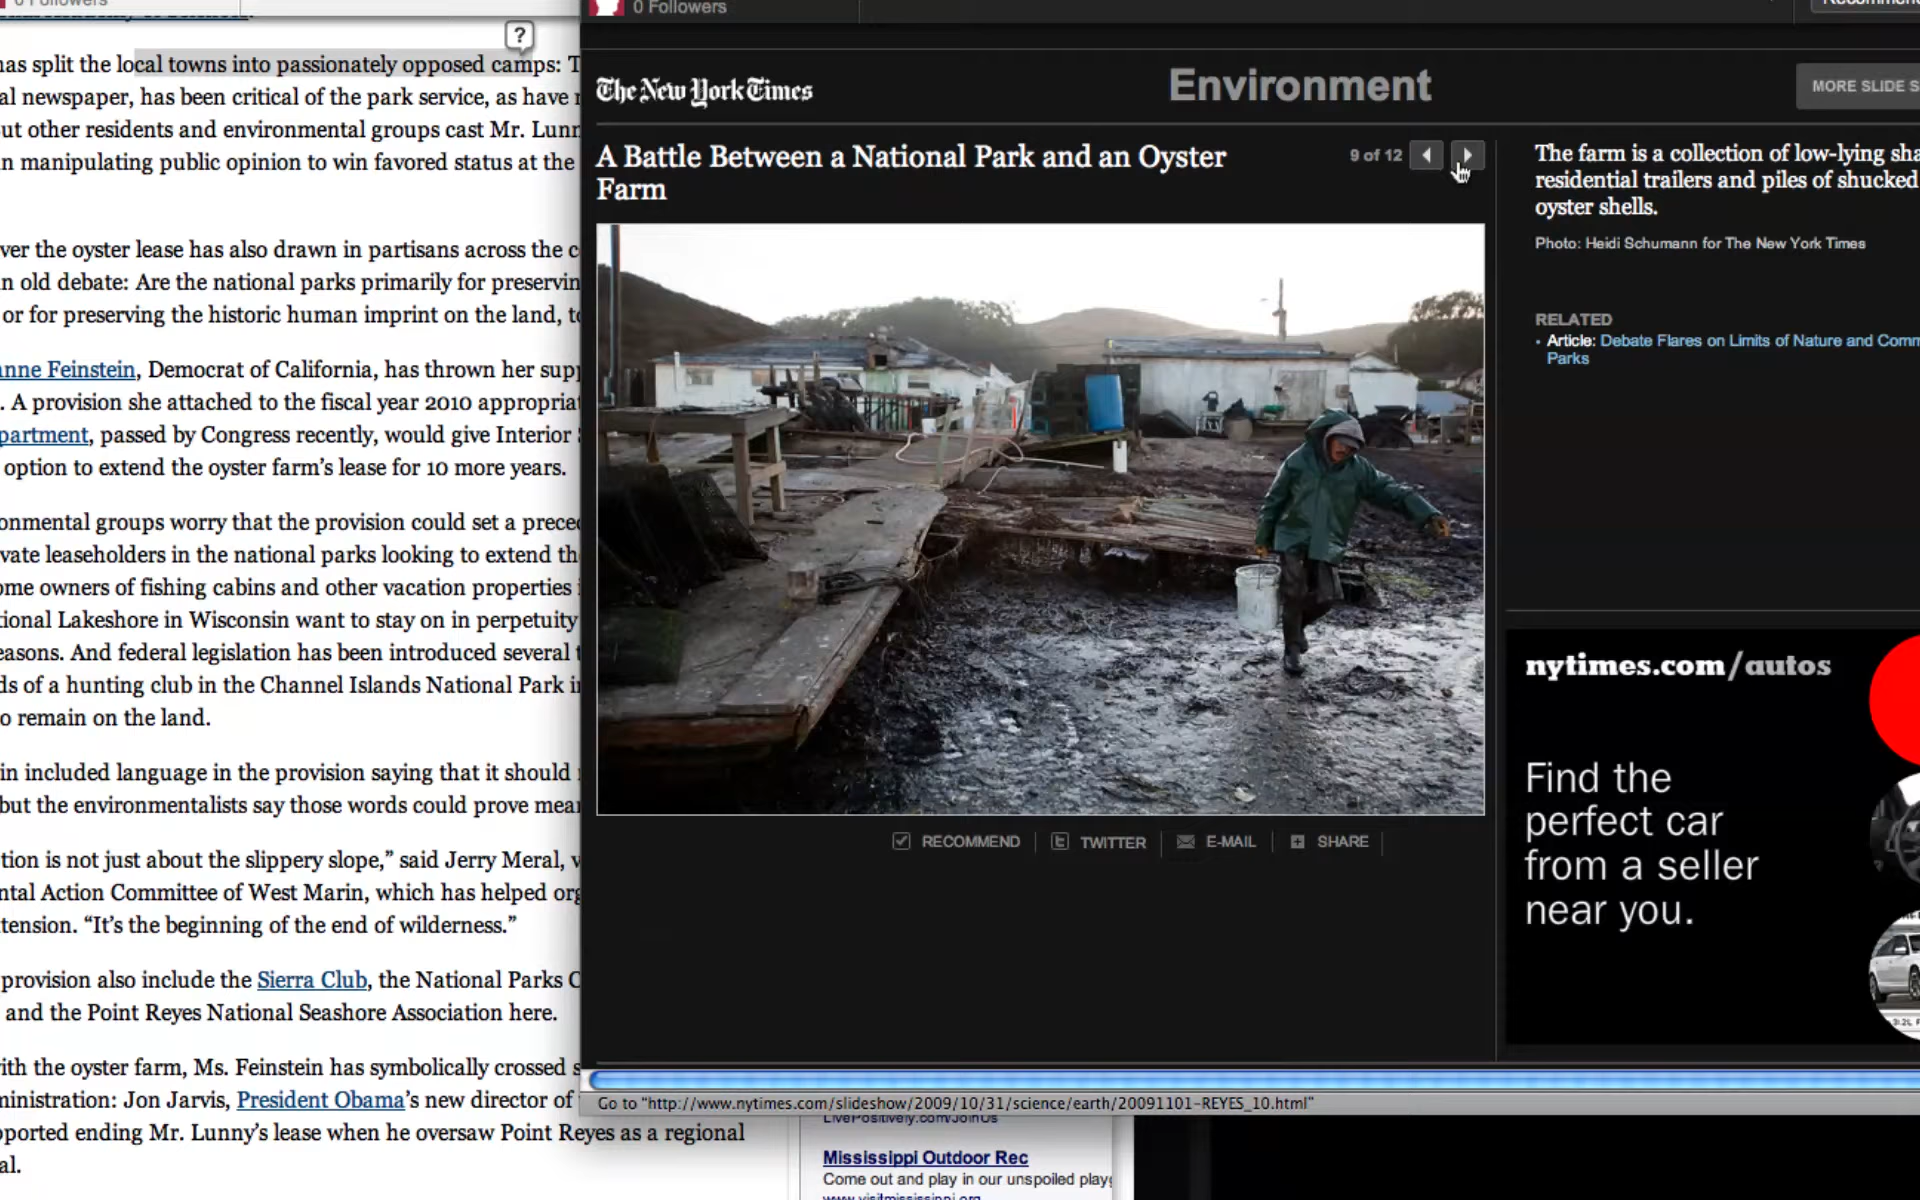 0 Followers
has split the local towns into passionately opposed camps: T
al newspaper, has been critical of the park service, as have
ut other residents and environmental groups cast Mr. Lunn
n manipulating public opinion to win favored status at the
ver the oyster lease has also drawn in partisans across the
n old debate: Are the national parks primarily for preservin
or for preserving the historic human imprint on the land,
anne Feinstein, Democrat of California, has thrown her sup
. A provision she attached to the fiscal year 2010 appropriat
partment, passed by Congress recently, would give Interior
option to extend the oyster farm's lease for 10 more years.
onmental groups worry that the provision could set a prece
vate leaseholders in the national parks looking to extend th
ome owners of fishing cabins and other vacation properties
tional Lakeshore in Wisconsin want to stay on in perpetuity
easons. And federal legislation has been introduced several
ds of a hunting club in the Channel Islands National Park
o remain on the land.
in included language in the provision saying that it should
but the environmentalists say those words could prove mea
tion is not just about the slippery slope,” said Jerry Meral,
ntal Action Committee of West Marin, which has helped org
tension. “It's the beginning of the end of wilderness.”
provision also include the Sierra Club, the National Parks C
and the Point Reyes National Seashore Association here.
ith the oyster farm, Ms. Feinstein has symbolically crossed s
ministration: Jon Jarvis, President Obama's new director of
pported ending Mr. Lunny's lease when he oversaw Point Reyes as a regional
al.
?
0 Followers
Recommend
The New York Times
Environment
MORE SLIDE S
A Battle Between a National Park and an Oyster
Farm
9 of 12
The farm is a collection of low-lying sha
residential trailers and piles of shucked
oyster shells.
Photo: Heidi Schumann for The New York Times
RELATED
• Article: Debate Flares on Limits of Nature and Comm
Parks
RECOMMEND
TWITTER
E-MAIL
SHARE
nytimes.com/autos
Find the
perfect car
from a seller
near you.
Go to "http://www.nytimes.com/slideshow/2009/10/31/science/earth/20091101-REYES_10.html"
LivePositively.com/JoinUs
Mississippi Outdoor Rec
Come out and play in our unspoiled play
www.visitmississippi.org